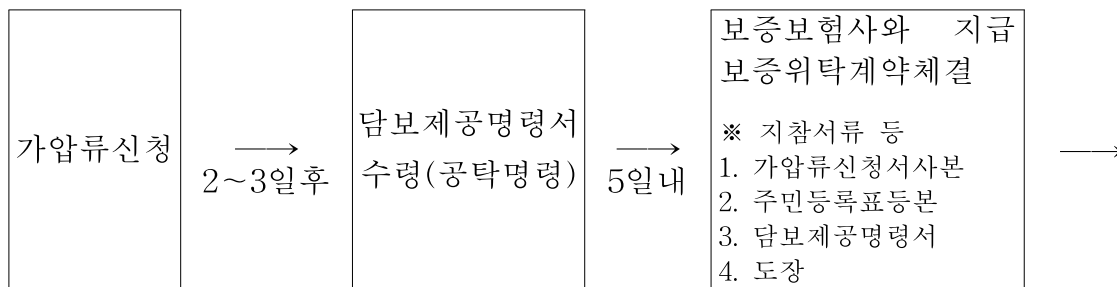 가압류신청
→
2~3일후
담보제공명령서
수령(공탁명령)
→
5일내
보증보험사와 지급
보증위탁계약체결
※ 지참서류 등
1. 가압류신청서사본
2. 주민등록표등본
3. 담보제공명령서
4. 도장
→